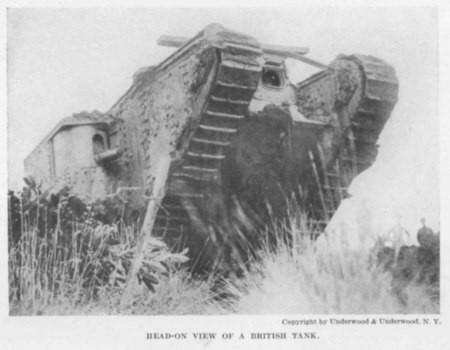 Copyright by Underwood & Underwood, N. Y.
HEAD-ON VIEW OF A BRITISH TANK.